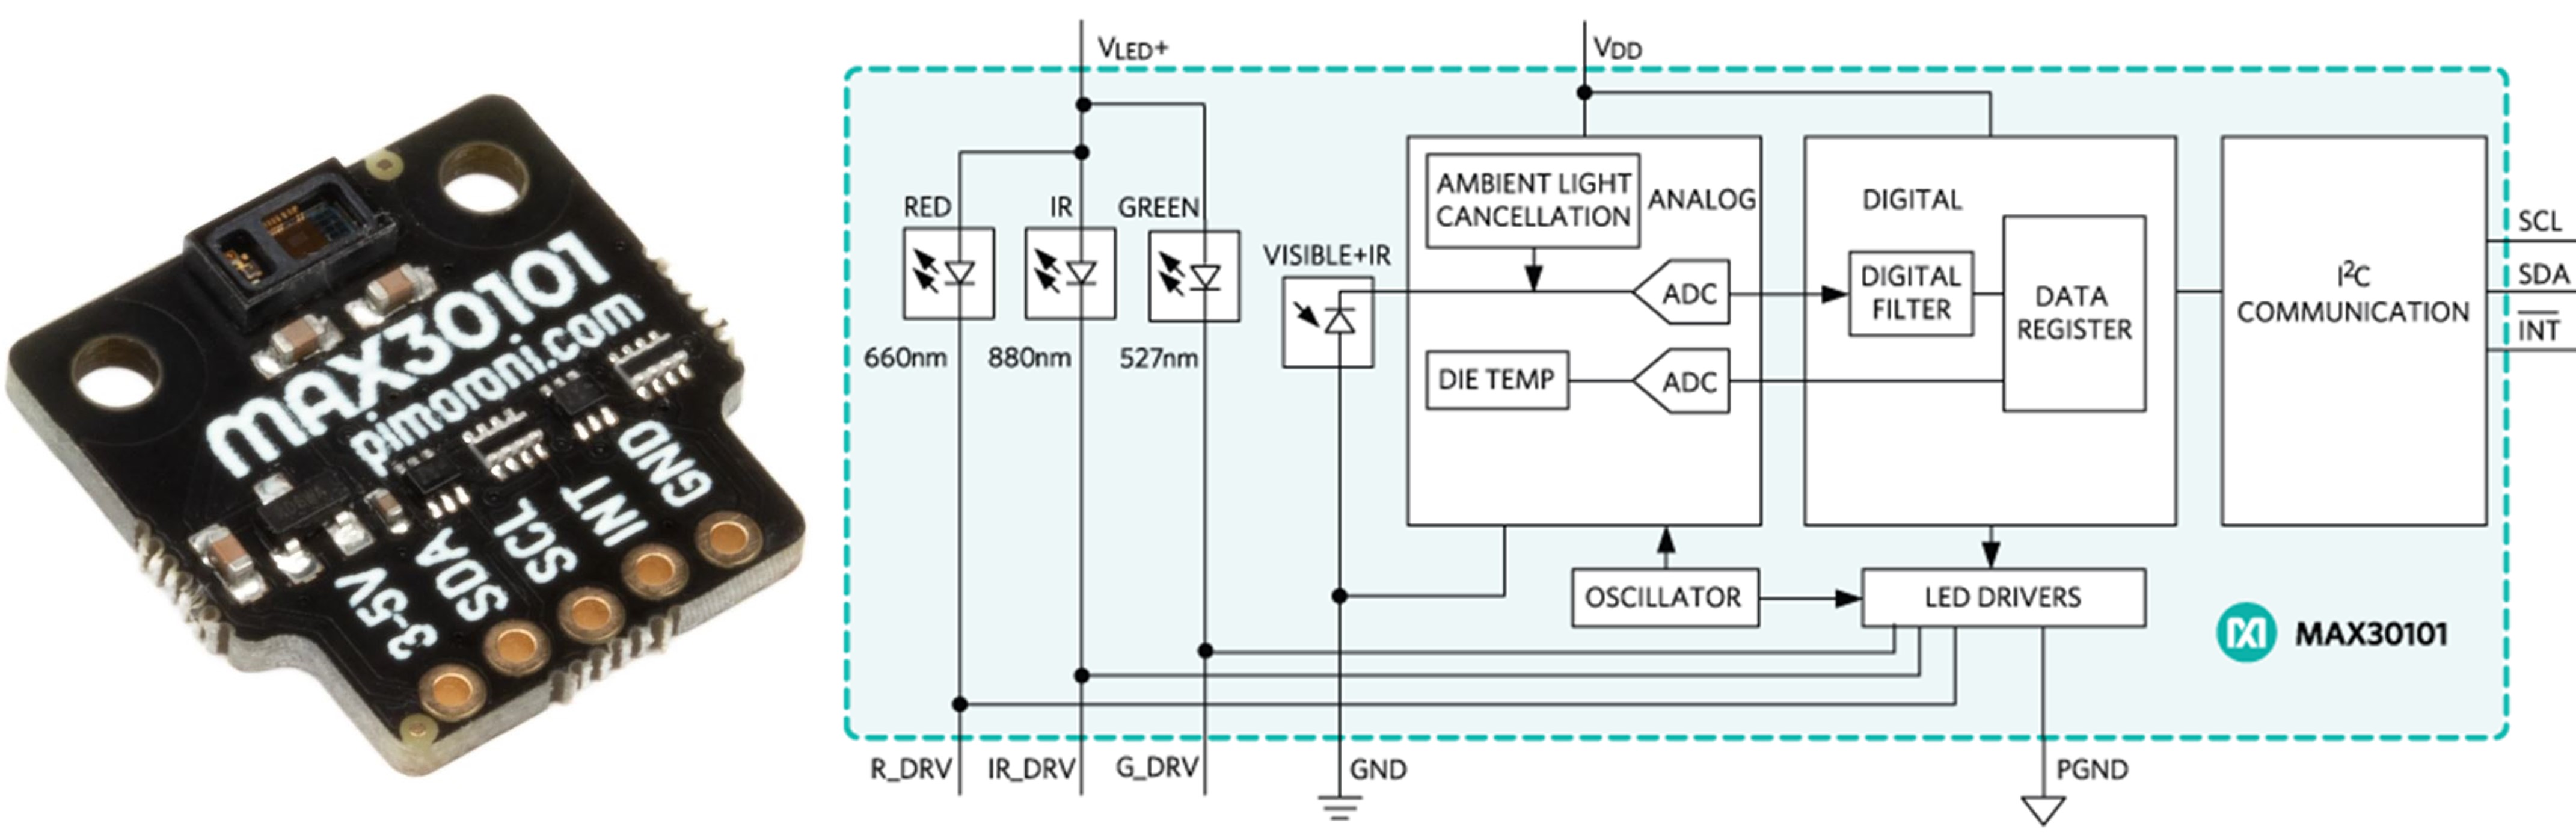 MAX30101
pimoroni.com
3-5V
SDA
SCL
INT
GND
VLED+
VDD
RED
IR
GREEN
660nm
880nm
527nm
VISIBLE+IR
AMBIENT LIGHT
CANCELLATION
ANALOG
ADC
DIE TEMP
ADC
DIGITAL
DIGITAL
FILTER
DATA
REGISTER
I²C
COMMUNICATION
SCL
SDA
INT
OSCILLATOR
LED DRIVERS
MAX30101
R_DRV
IR_DRV
G_DRV
GND
PGND